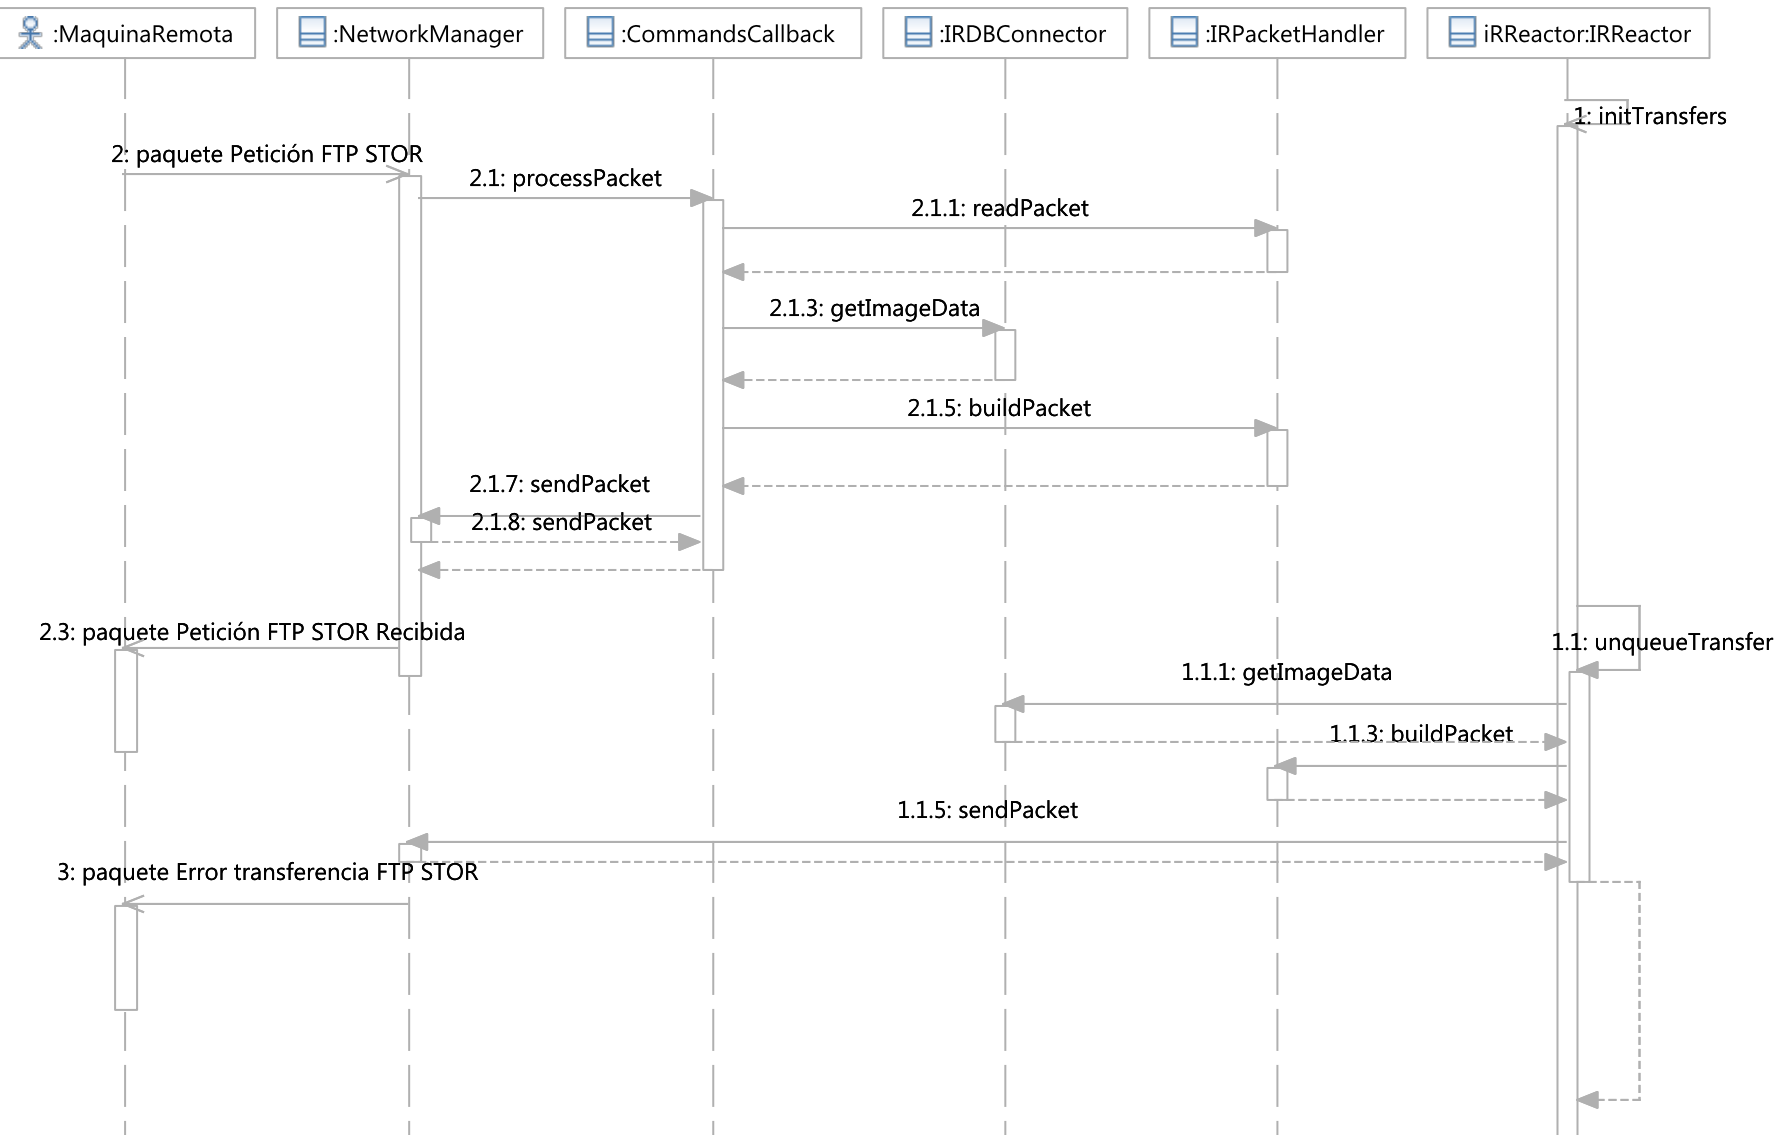 :MaquinaRemota
:NetworkManager
:CommandsCallback
:IRDBConnector
:IRPacketHandler
iRReactor:IRReactor
1: initTransfers
2: paquete Petición FTP STOR
2.1: processPacket
2.1.1: readPacket
2.1.3: getImageData
2.1.5: buildPacket
2.1.7: sendPacket
2.1.8: sendPacket
2.3: paquete Petición FTP STOR Recibida
1.1: unqueueTransfer
1.1.1: getImageData
1.1.3: buildPacket
1.1.5: sendPacket
3: paquete Error transferencia FTP STOR